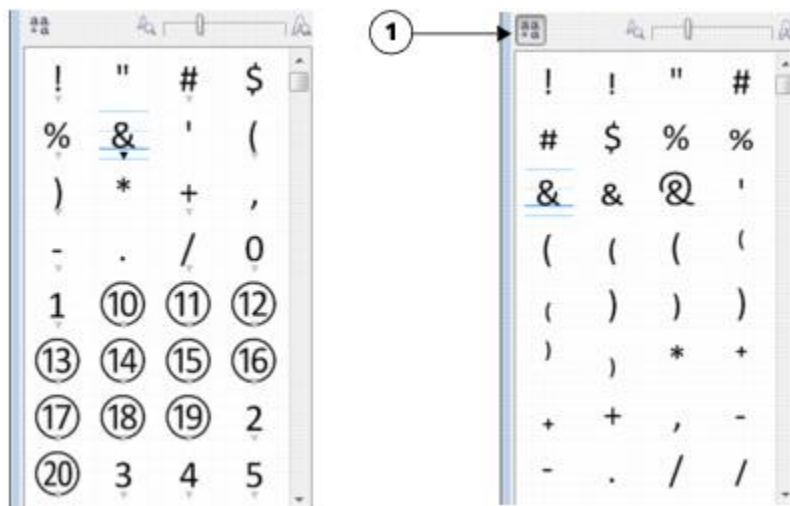 ! " # $
% & ' (
) * + ,
- . / 0
1 10 11 12
13 14 15 16
17 18 19 2
20 3 4 5
1
! ! " #
# $ % %
& & & '
( ( ( (
( ) ) )
) ) * +
+ + , -
- . / /